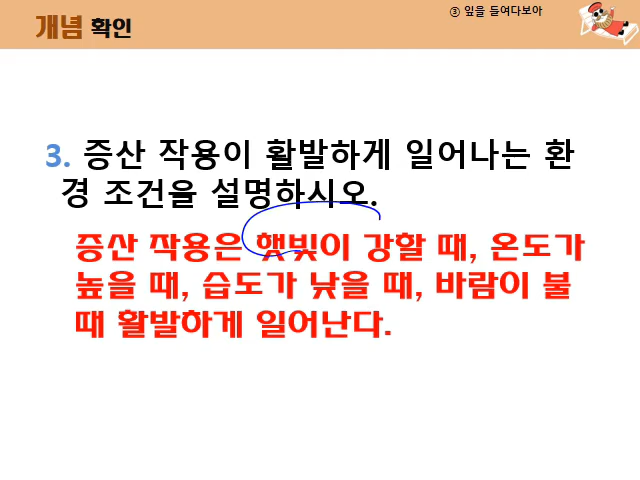 ③ 잎을 들여다보아
개념 확인
3. 증산 작용이 활발하게 일어나는 환
경 조건을 설명하시오.
증산 작용은 햇빛이 강할 때, 온도가
높을 때, 습도가 낮을 때, 바람이 불
때 활발하게 일어난다.